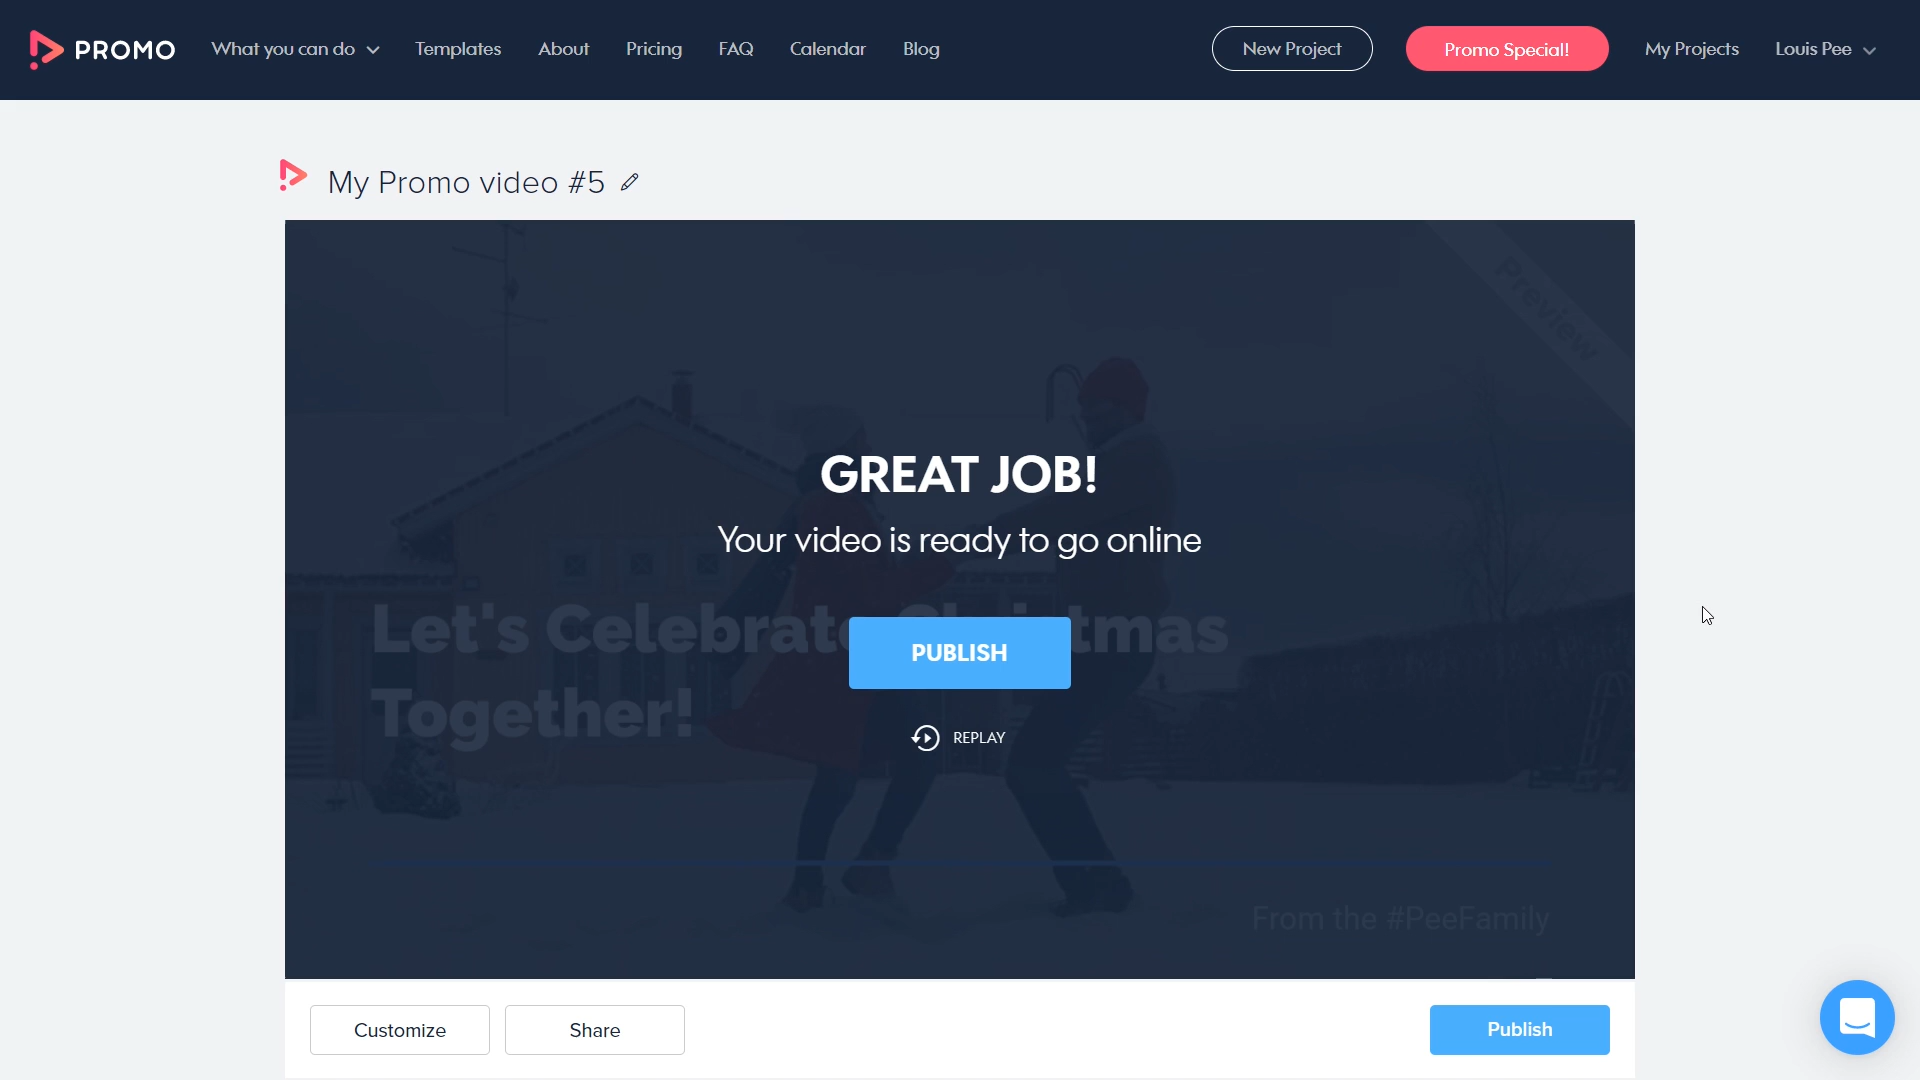 PROMO
What you can do
Templates
About
Pricing
FAQ
Calendar
Blog
New Project
Promo Special!
My Projects
Louis Pee
My Promo video #5
Preview
GREAT JOB!
Your video is ready to go online
Let's Celebrate Christmas
Together!
PUBLISH
REPLAY
From the #PeeFamily
Customize
Share
Publish